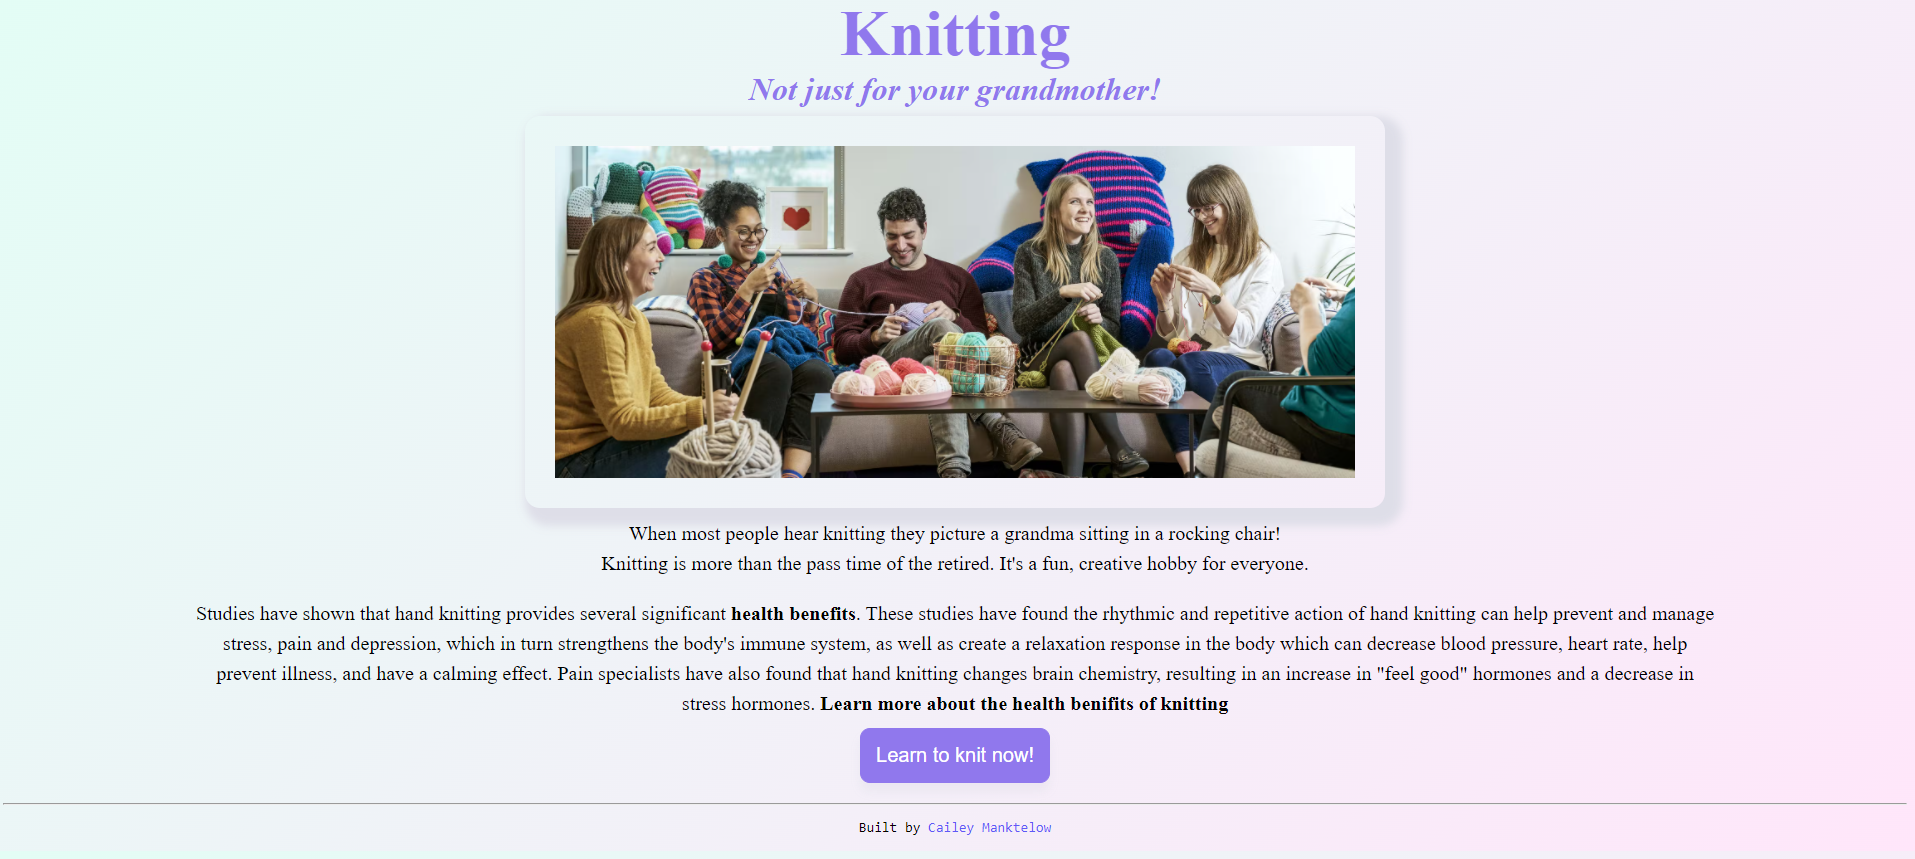 Knitting
Not just for your grandmother!
When most people hear knitting they picture a grandma sitting in a rocking chair!
Knitting is more than the pass time of the retired. It's a fun, creative hobby for everyone.
Studies have shown that hand knitting provides several significant health benefits. These studies have found the rhythmic and repetitive action of hand knitting can help prevent and manage
stress, pain and depression, which in turn strengthens the body's immune system, as well as create a relaxation response in the body which can decrease blood pressure, heart rate, help
prevent illness, and have a calming effect. Pain specialists have also found that hand knitting changes brain chemistry, resulting in an increase in "feel good" hormones and a decrease in
stress hormones. Learn more about the health benifits of knitting
Learn to knit now!
Built by Cailey Manktelow